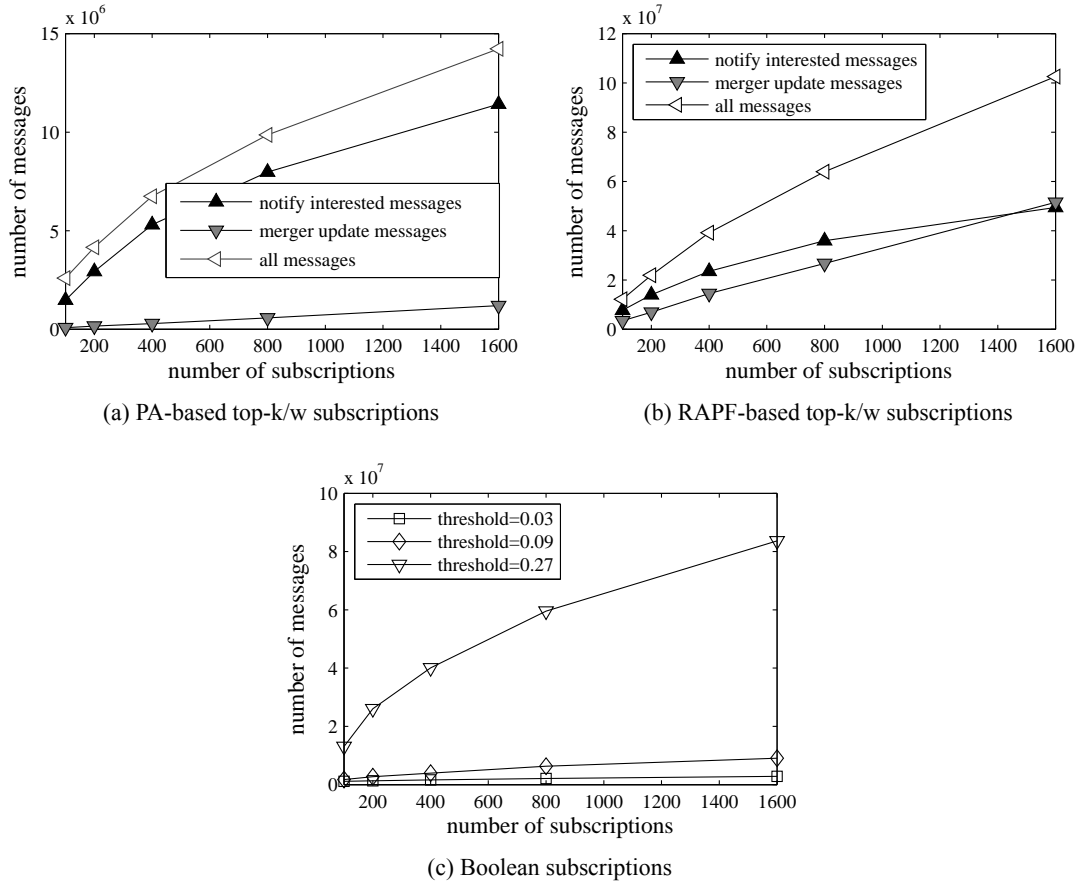 x 10^6
15
10
5
0
number of messages
notify interested messages
merger update messages
all messages
200 400 600 800 1000 1200 1400 1600
number of subscriptions
(a) PA-based top-k/w subscriptions
x 10^7
12
10
8
6
4
2
0
number of messages
notify interested messages
merger update messages
all messages
200 400 600 800 1000 1200 1400 1600
number of subscriptions
(b) RAPF-based top-k/w subscriptions
x 10^7
10
8
6
4
2
0
number of messages
threshold=0.03
threshold=0.09
threshold=0.27
200 400 600 800 1000 1200 1400 1600
number of subscriptions
(c) Boolean subscriptions